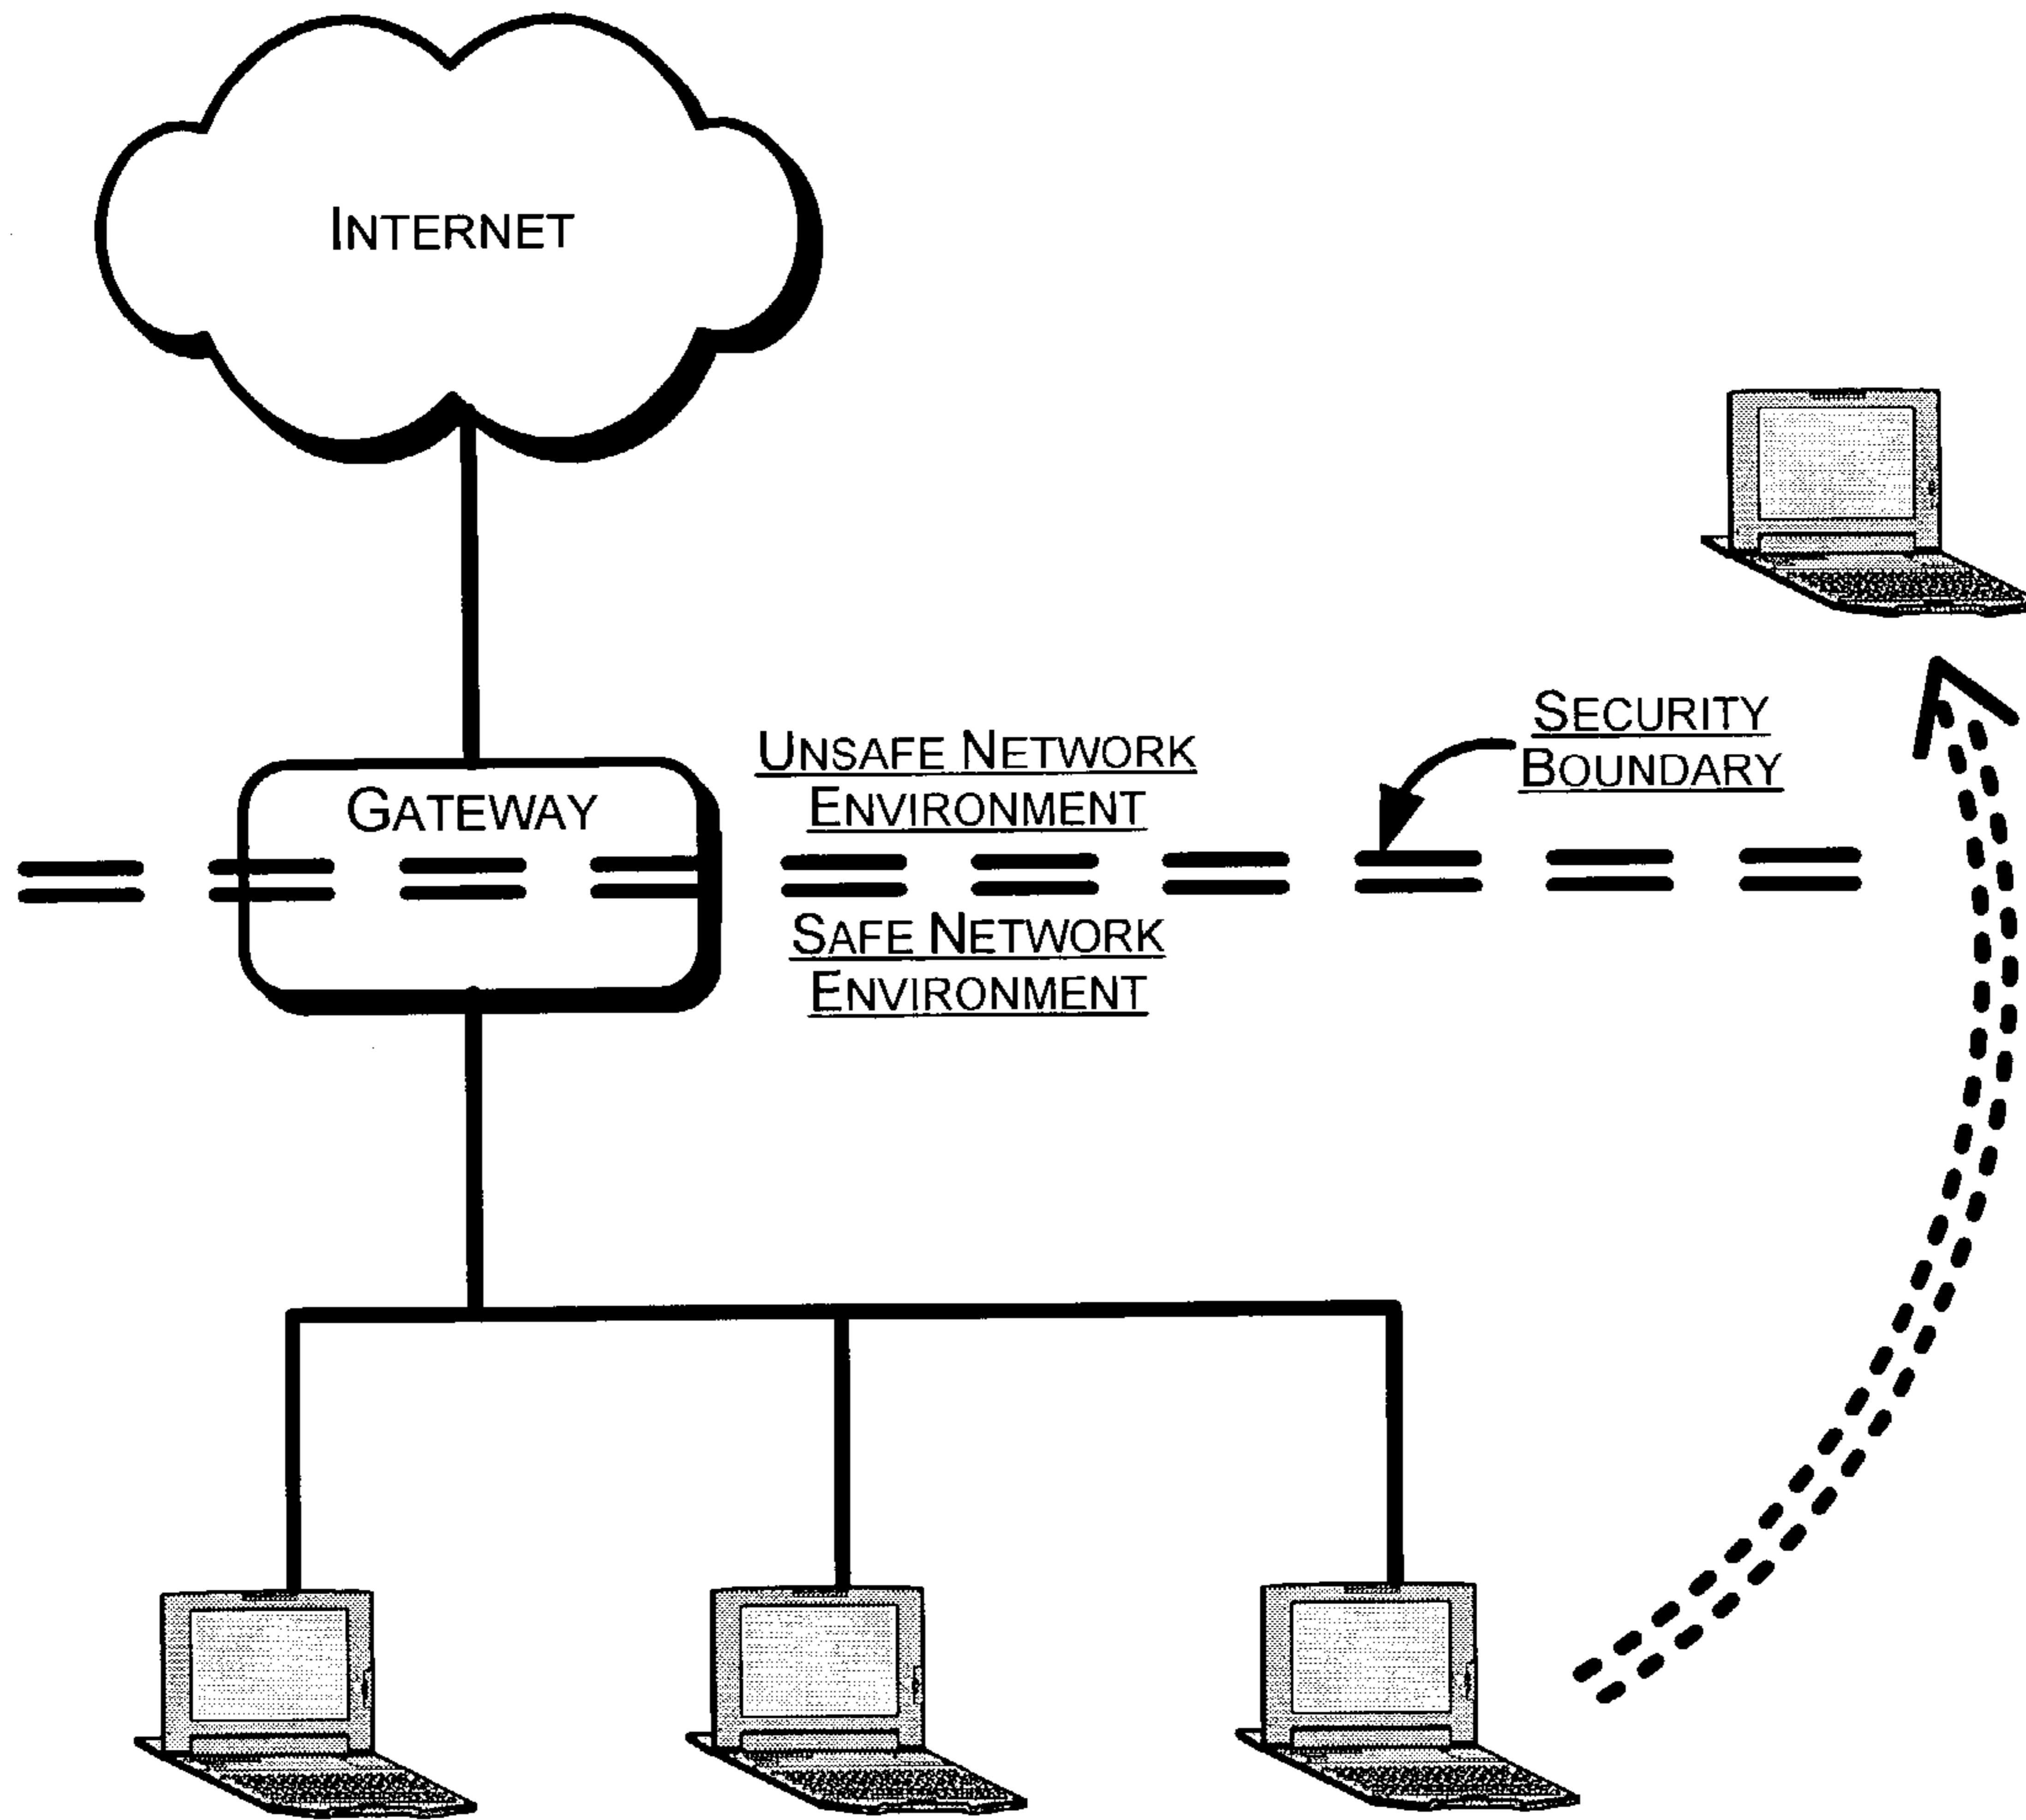 INTERNET
SECURITY
BOUNDARY
UNSAFE NETWORK
ENVIRONMENT
GATEWAY
SAFE NETWORK
ENVIRONMENT